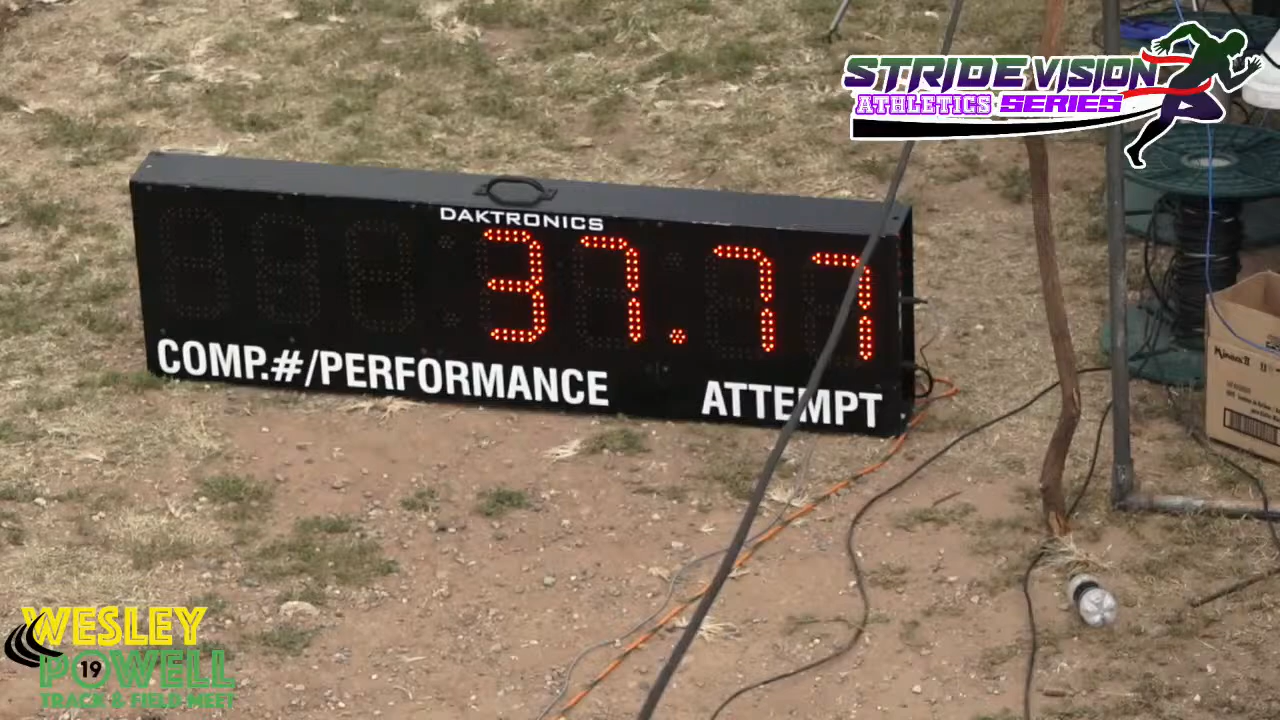 STRIDE VISION
ATHLETICS SERIES
DAKTRONICS
37.77
COMP.#/PERFORMANCE ATTEMPT
WESLEY
POWELL
19
TRACK & FIELD MEET